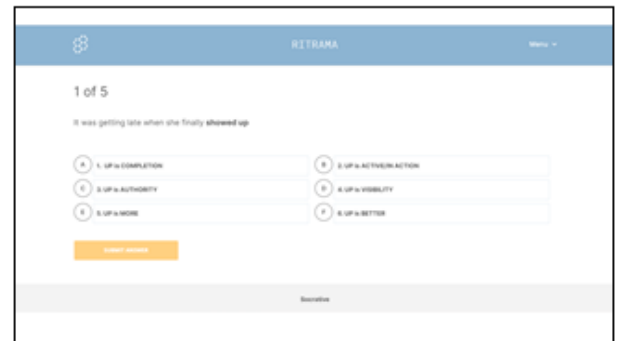 RITRAMA
Menu
1 of 5
It was getting late when she finally showed up
A 1. UP is COMPLETION
B 2. UP is ACTIVE/IN ACTION
C 3. UP is AUTHORITY
D 4. UP is VISIBILITY
E 5. UP is MORE
F 6. UP is BETTER
SUBMIT ANSWER
Socrative